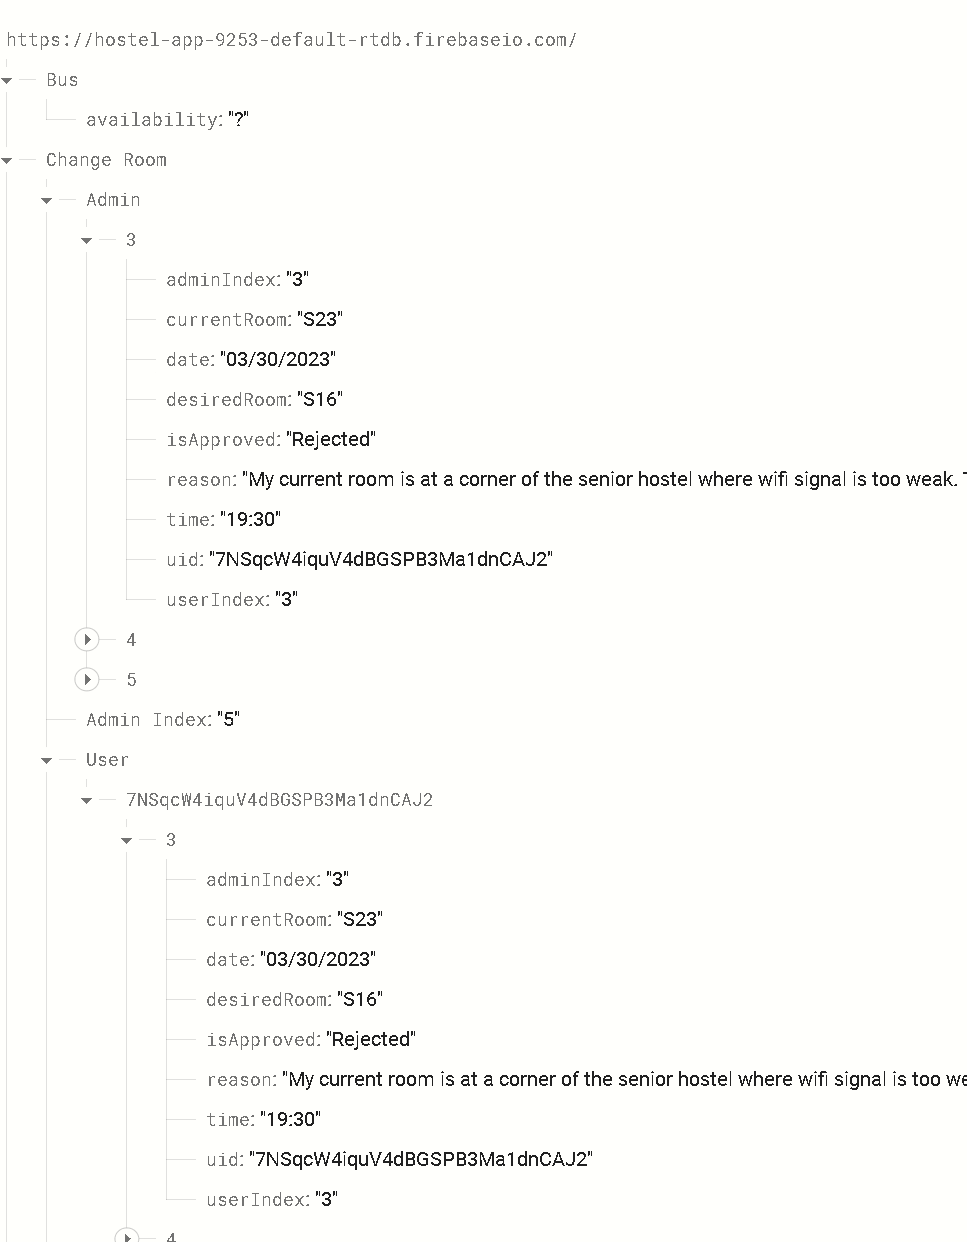 https://hostel-app-9253-default-rtdb.firebaseio.com/
Bus
availability: "?"
Change Room
Admin
3
adminIndex: "3"
currentRoom: "S23"
date: "03/30/2023"
desiredRoom: "S16"
isApproved: "Rejected"
reason: "My current room is at a corner of the senior hostel where wifi signal is too weak.
time: "19:30"
uid: "7NSqcW4iquV4dBGSPB3Ma1dnCAJ2"
userIndex: "3"
4
5
Admin Index: "5"
User
7NSqcW4iquV4dBGSPB3Ma1dnCAJ2
3
adminIndex: "3"
currentRoom: "S23"
date: "03/30/2023"
desiredRoom: "S16"
isApproved: "Rejected"
reason: "My current room is at a corner of the senior hostel where wifi signal is too we
time: "19:30"
uid: "7NSqcW4iquV4dBGSPB3Ma1dnCAJ2"
userIndex: "3"
4